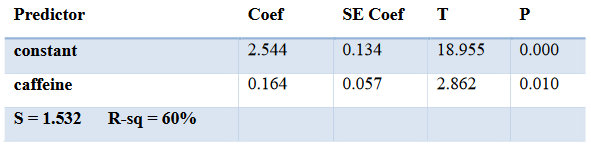 Predictor Coef SE Coef T P
constant 2.544 0.134 18.955 0.000
caffeine 0.164 0.057 2.862 0.010
S = 1.532 R-sq = 60%